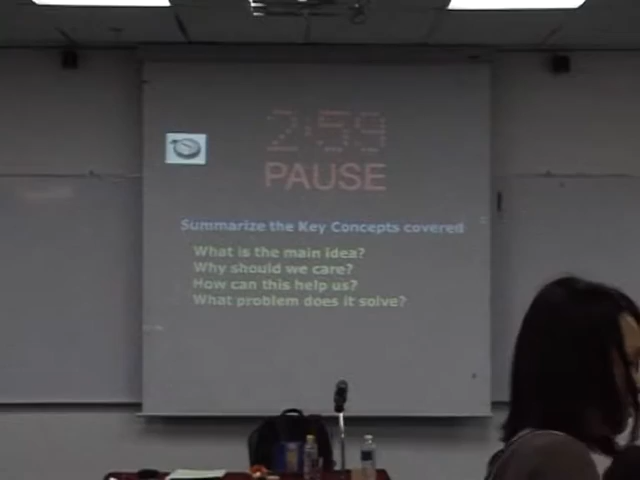 2:59
PAUSE
Summarize the Key Concepts covered
What is the main idea?
Why should we care?
How can this help us?
What problem does it solve?